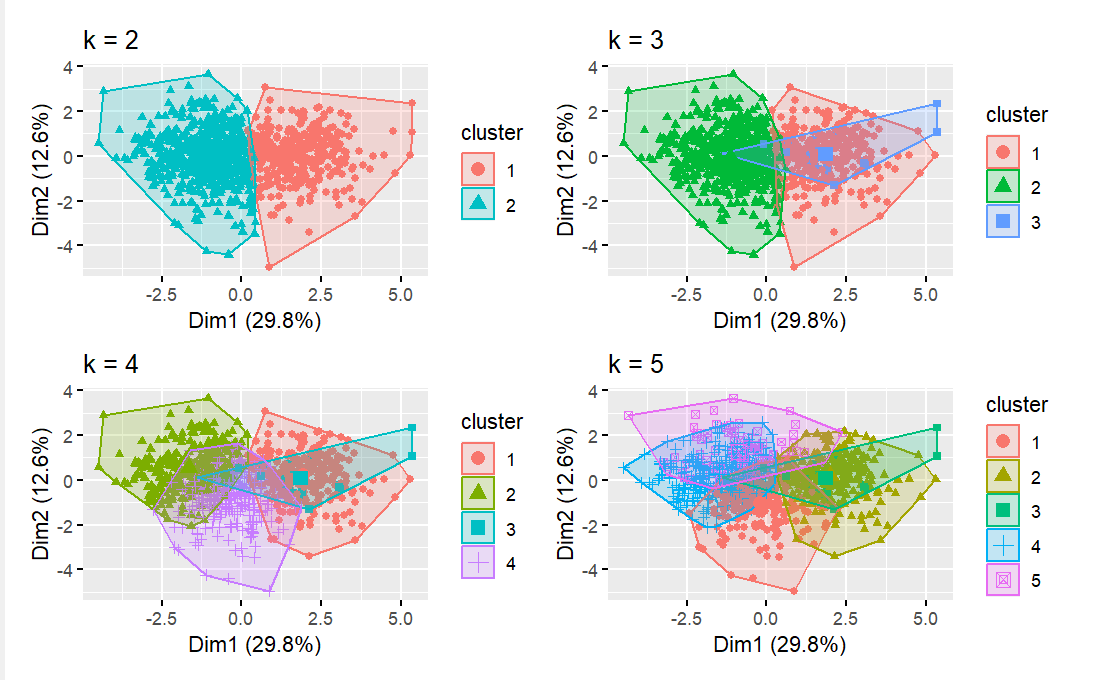 k = 2
4
2
0
-2
-4
Dim2 (12.6%)
-2.5 0.0 2.5 5.0
Dim1 (29.8%)
cluster
1
2
k = 3
4
2
0
-2
-4
Dim2 (12.6%)
-2.5 0.0 2.5 5.0
Dim1 (29.8%)
cluster
1
2
3
k = 4
4
2
0
-2
-4
Dim2 (12.6%)
-2.5 0.0 2.5 5.0
Dim1 (29.8%)
cluster
1
2
3
4
k = 5
4
2
0
-2
-4
Dim2 (12.6%)
-2.5 0.0 2.5 5.0
Dim1 (29.8%)
cluster
1
2
3
4
5